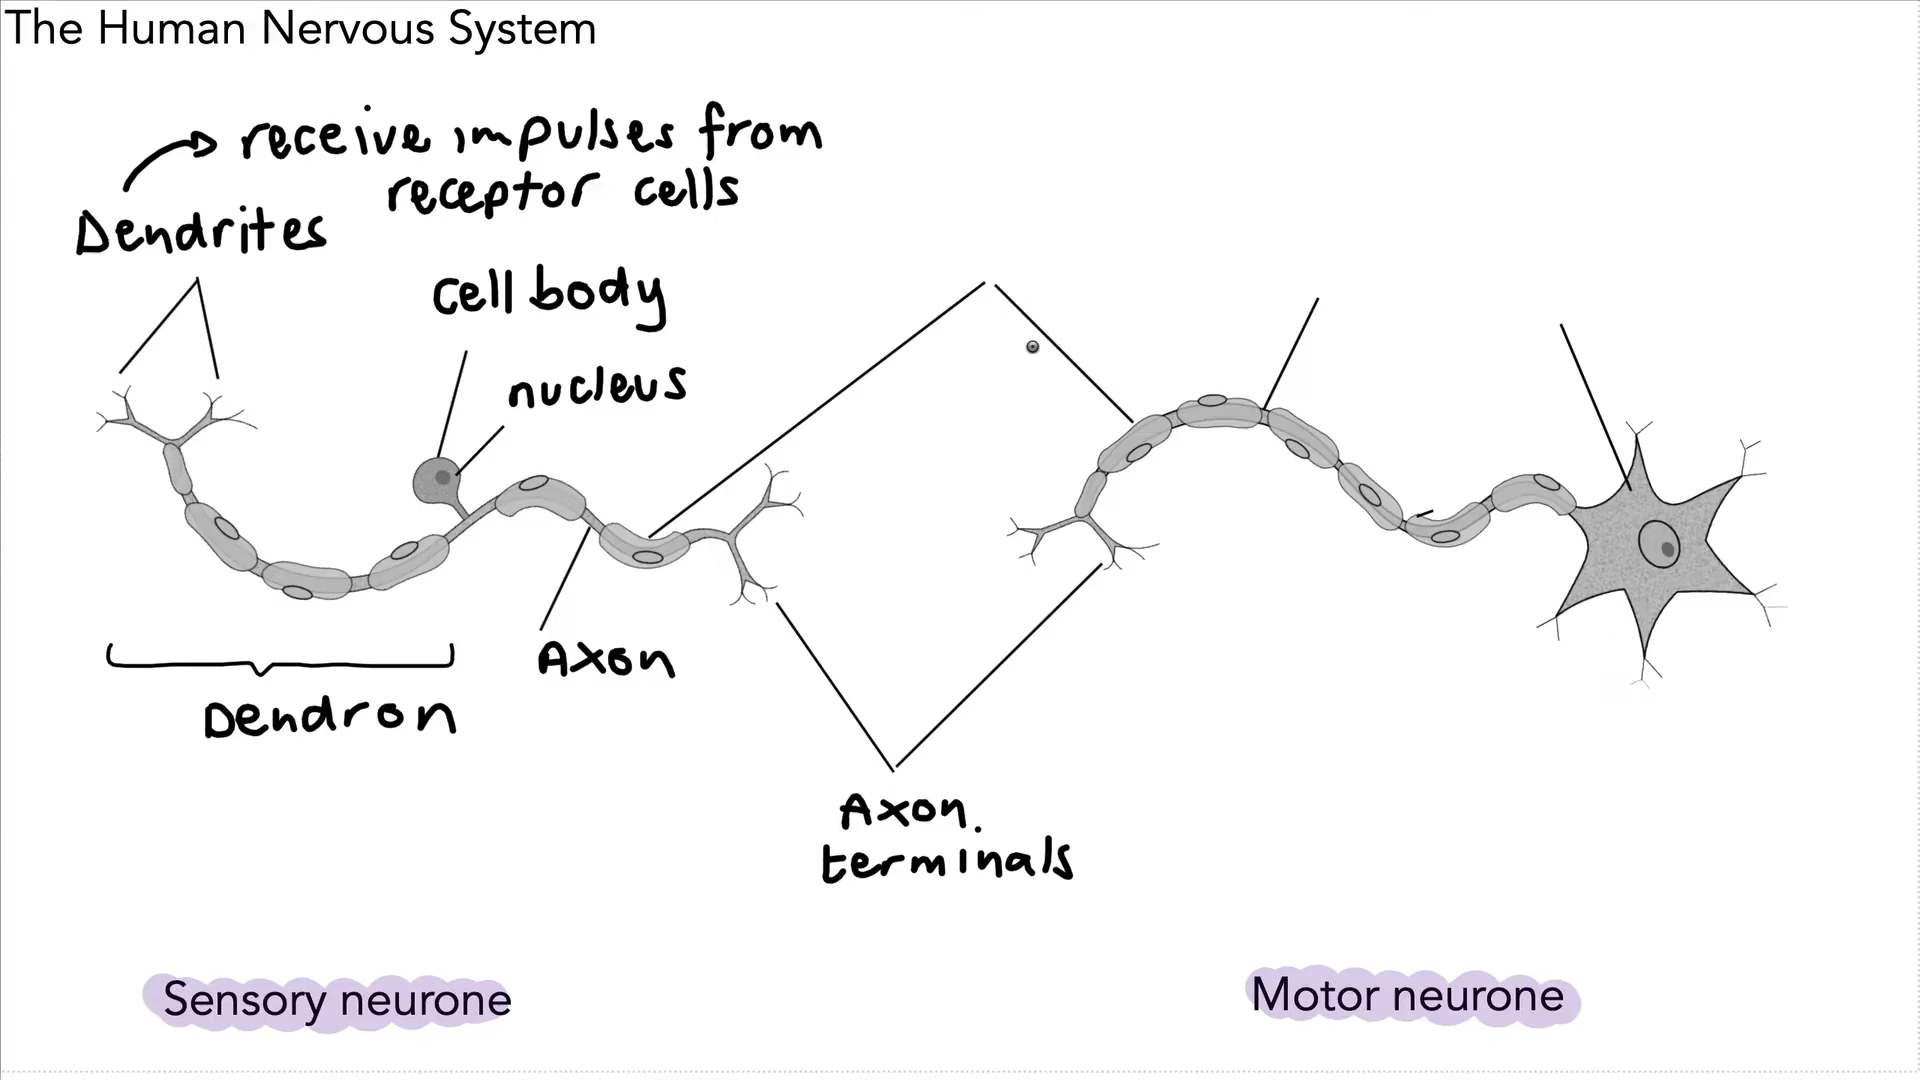 The Human Nervous System
receive impulses from
receptor cells
Dendrites
cell body
nucleus
Axon
Dendron
Axon
terminals
Sensory neurone
Motor neurone